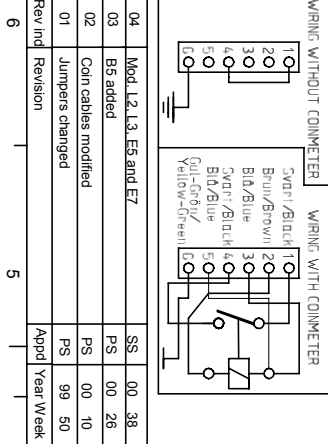 WIRING WITHOUT COINMETER
1
2
3
4
5
6
WIRING WITH COINMETER
Svart/Black 1
Brun/Brown 2
Blå/Blue 3
Svart/Black 4
Blå/Blue 5
Gul-Grön/
Yellow-Green 6
04 Mod. L2, L3, E5 and E7 SS 00 38
03 B5 added PS 00 26
02 Coin cables modified PS 00 10
01 Jumpers changed PS 99 50
Rev ind Revision Appd Year Week
6 5